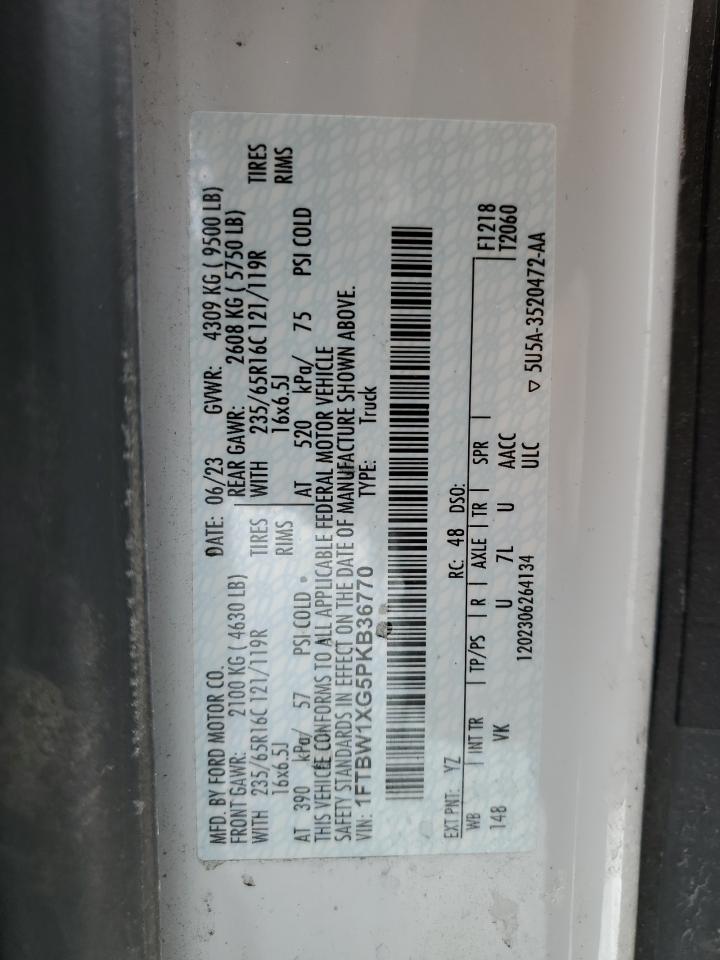 MFD. BY FORD MOTOR CO. DATE: 06/23 GVWR: 4309 KG ( 9500 LB)
FRONT GAWR: 2100 KG ( 4630 LB) REAR GAWR: 2608 KG ( 5750 LB)
WITH 235/65R16C 121/119R TIRES WITH 235/65R16C 121/119R TIRES
16x6.5J RIMS 16x6.5J RIMS
AT 390 kPa/ 57 PSI COLD AT 520 kPa/ 75 PSI COLD
THIS VEHICLE CONFORMS TO ALL APPLICABLE FEDERAL MOTOR VEHICLE
SAFETY STANDARDS IN EFFECT ON THE DATE OF MANUFACTURE SHOWN ABOVE.
VIN: 1FTBW1XG5PKB36770 TYPE: Truck
EXT PNT: YZ RC: 48 DSO:
WB INT TR TP/PS R AXLE TR SPR F1218
148 VK U 7L U AACC T2060
1202306264134 ULC ▽ 5U5A-3520472-AA